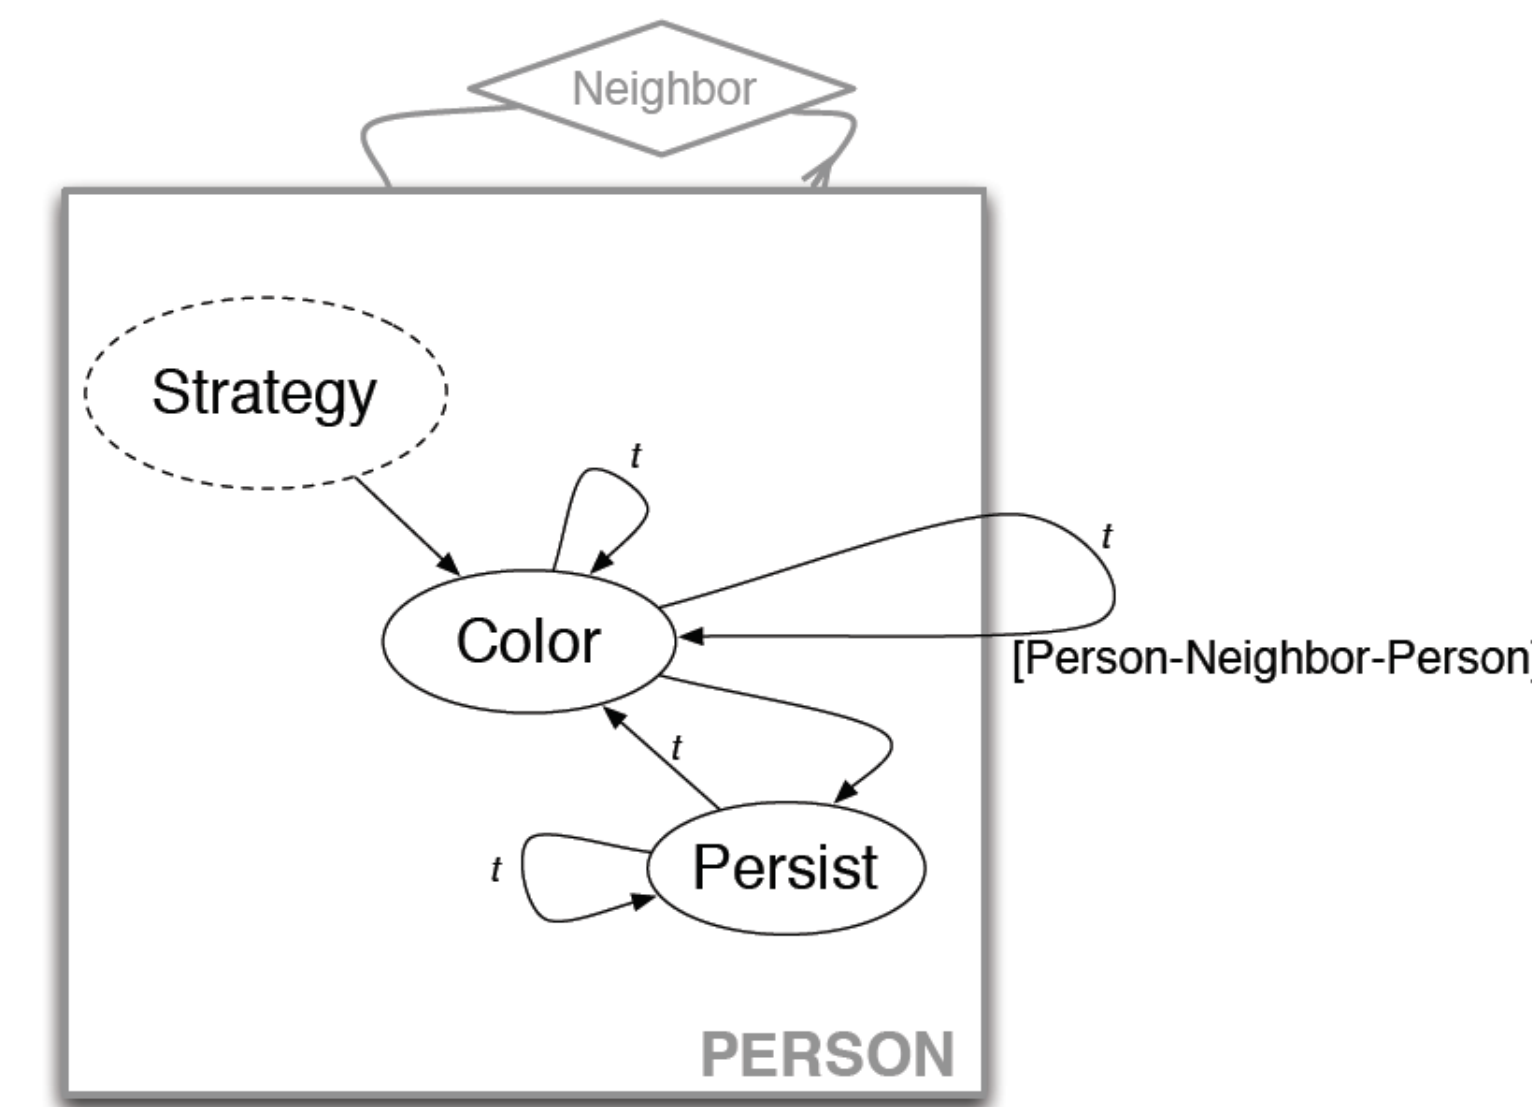 Neighbor
Strategy
t
t
Color
[Person-Neighbor-Person]
t
t
Persist
PERSON